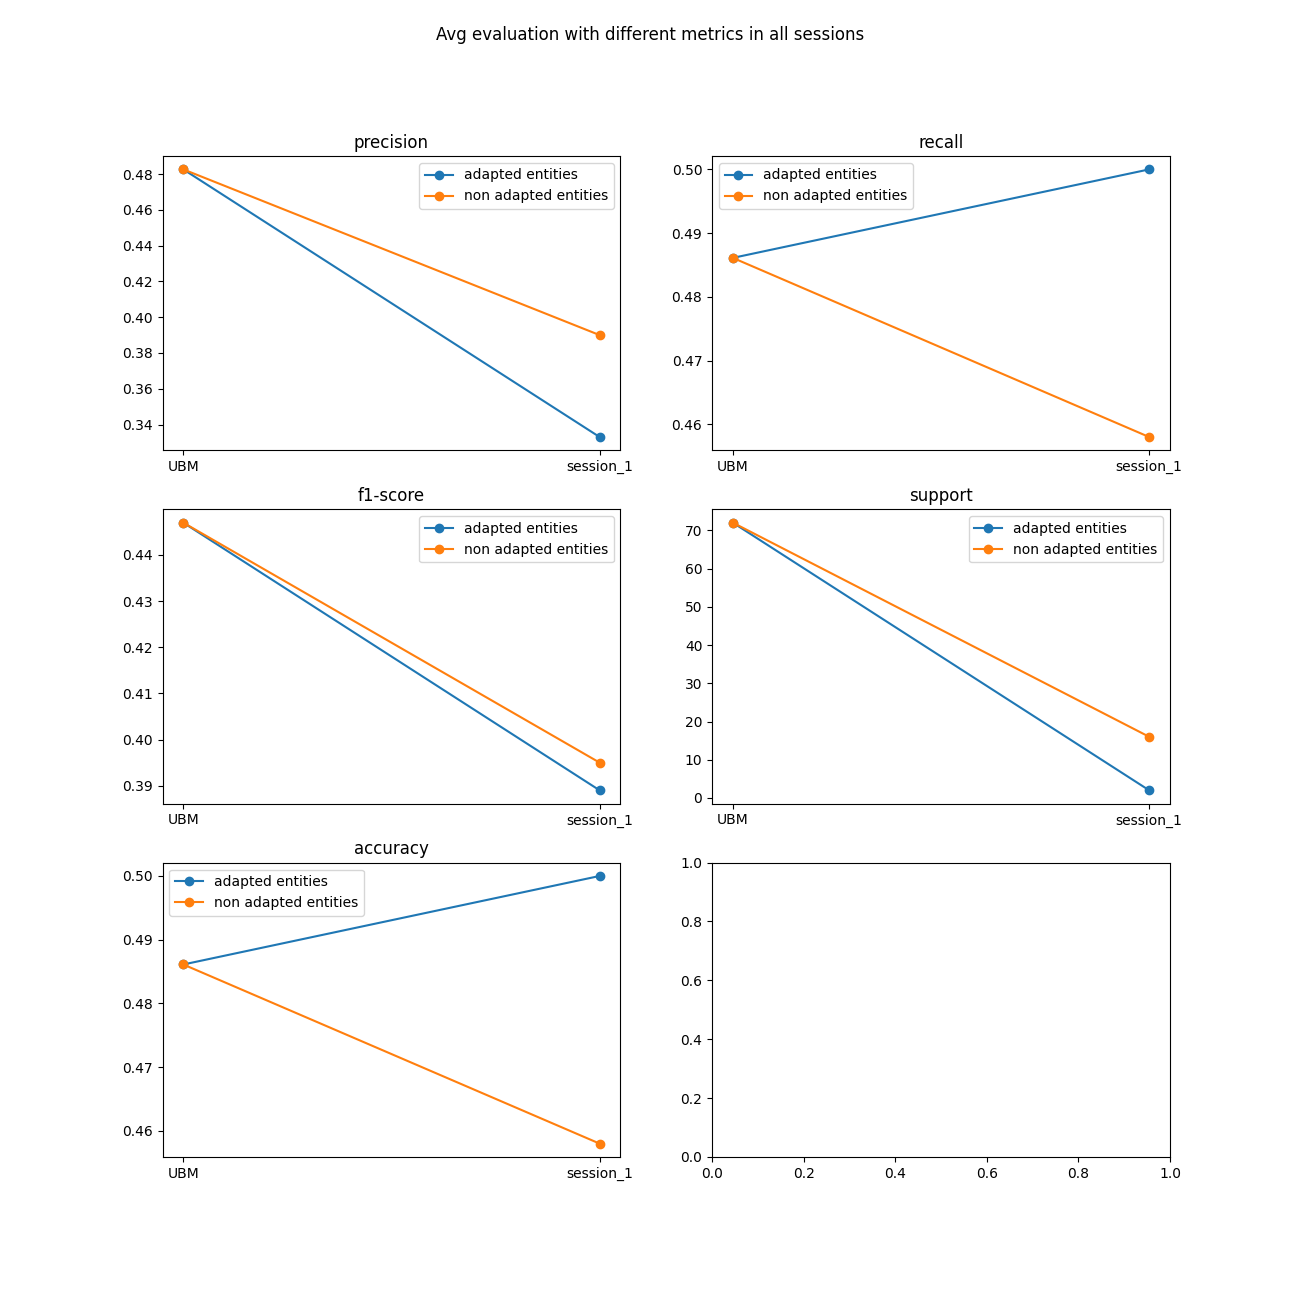 Avg evaluation with different metrics in all sessions
precision
0.48
0.46
0.44
0.42
0.40
0.38
0.36
0.34
UBM
session_1
adapted entities
non adapted entities
recall
0.50
0.49
0.48
0.47
0.46
UBM
session_1
adapted entities
non adapted entities
f1-score
0.44
0.43
0.42
0.41
0.40
0.39
UBM
session_1
adapted entities
non adapted entities
support
70
60
50
40
30
20
10
0
UBM
session_1
adapted entities
non adapted entities
accuracy
0.50
0.49
0.48
0.47
0.46
UBM
session_1
adapted entities
non adapted entities
1.0
0.8
0.6
0.4
0.2
0.0
0.0 0.2 0.4 0.6 0.8 1.0